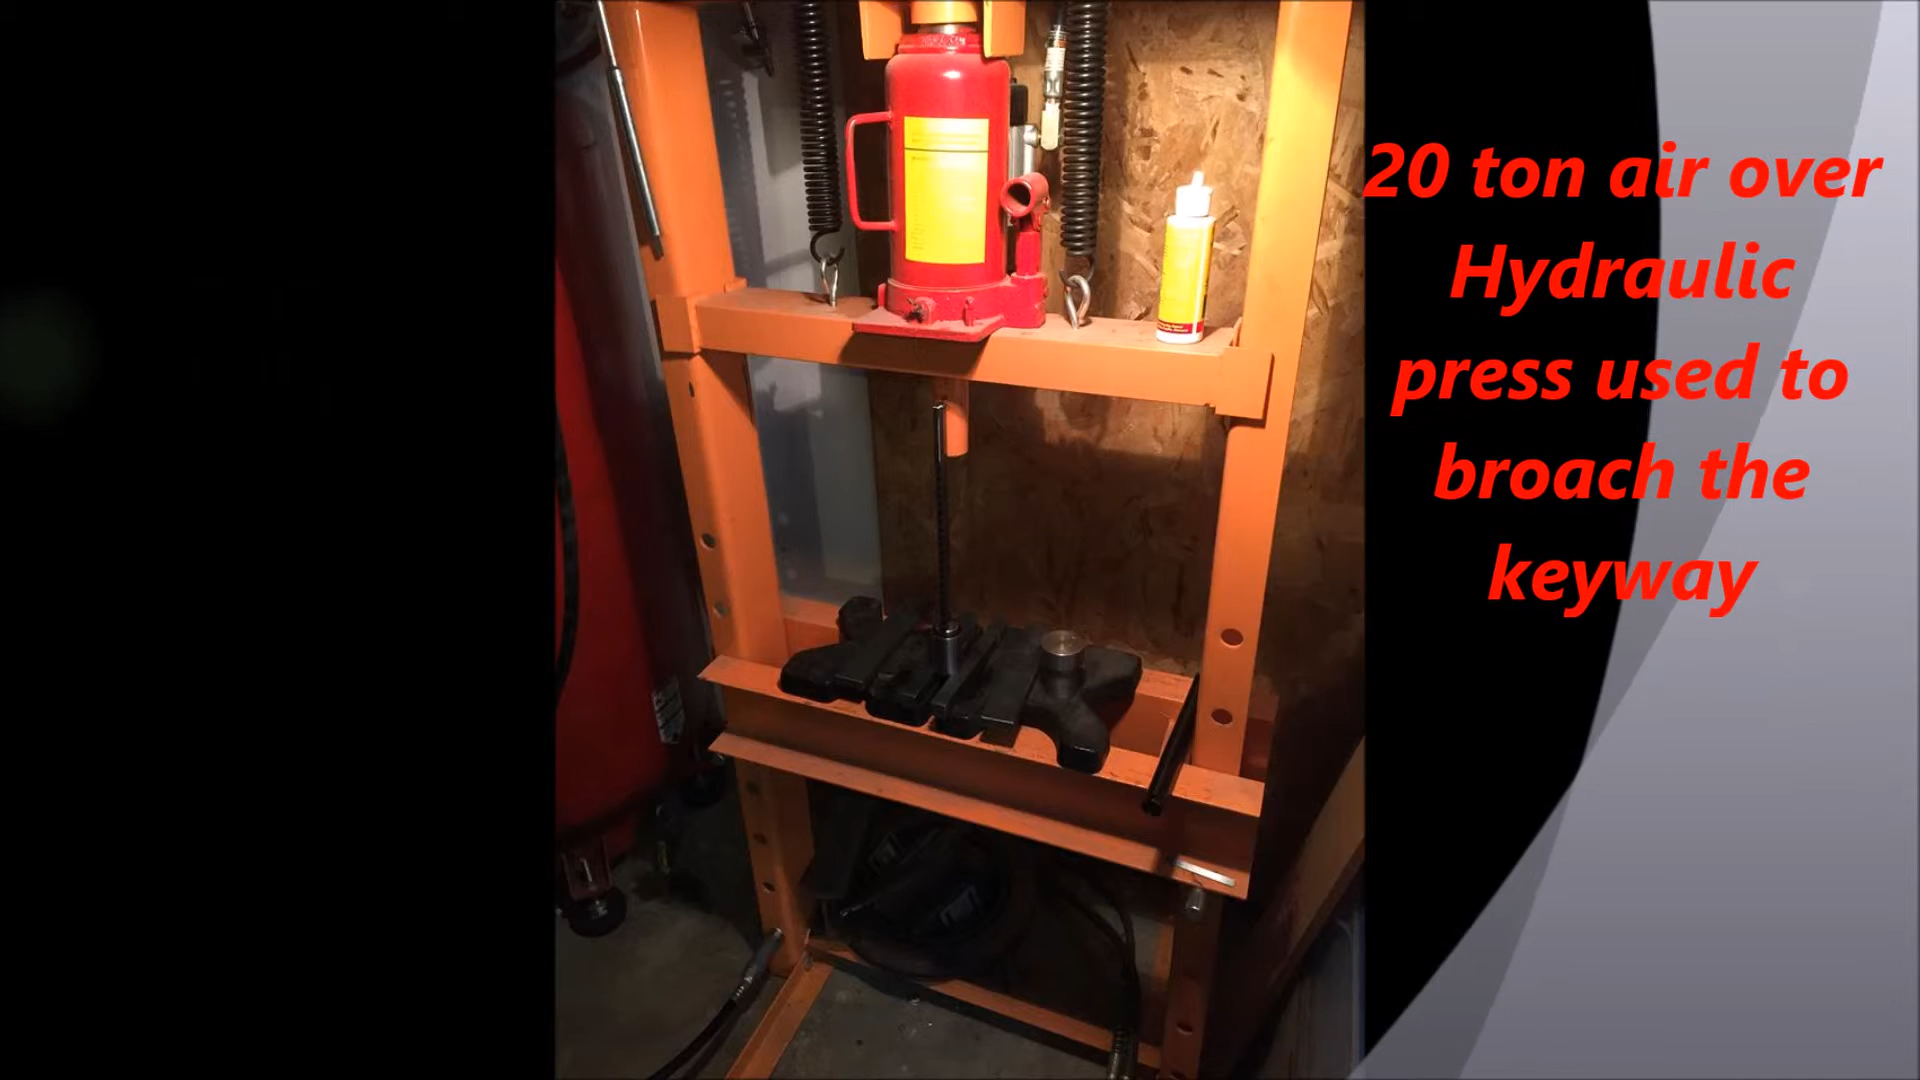 20 ton air over
Hydraulic
press used to
broach the
keyway